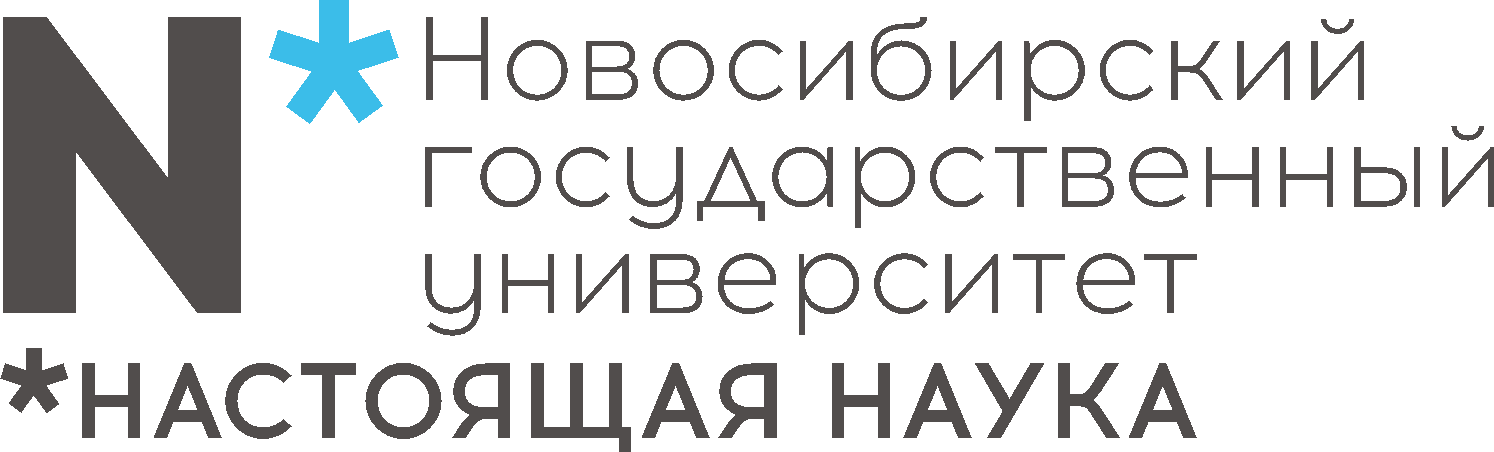 N*
Новосибирский
государственный
университет
*НАСТОЯЩАЯ НАУКА